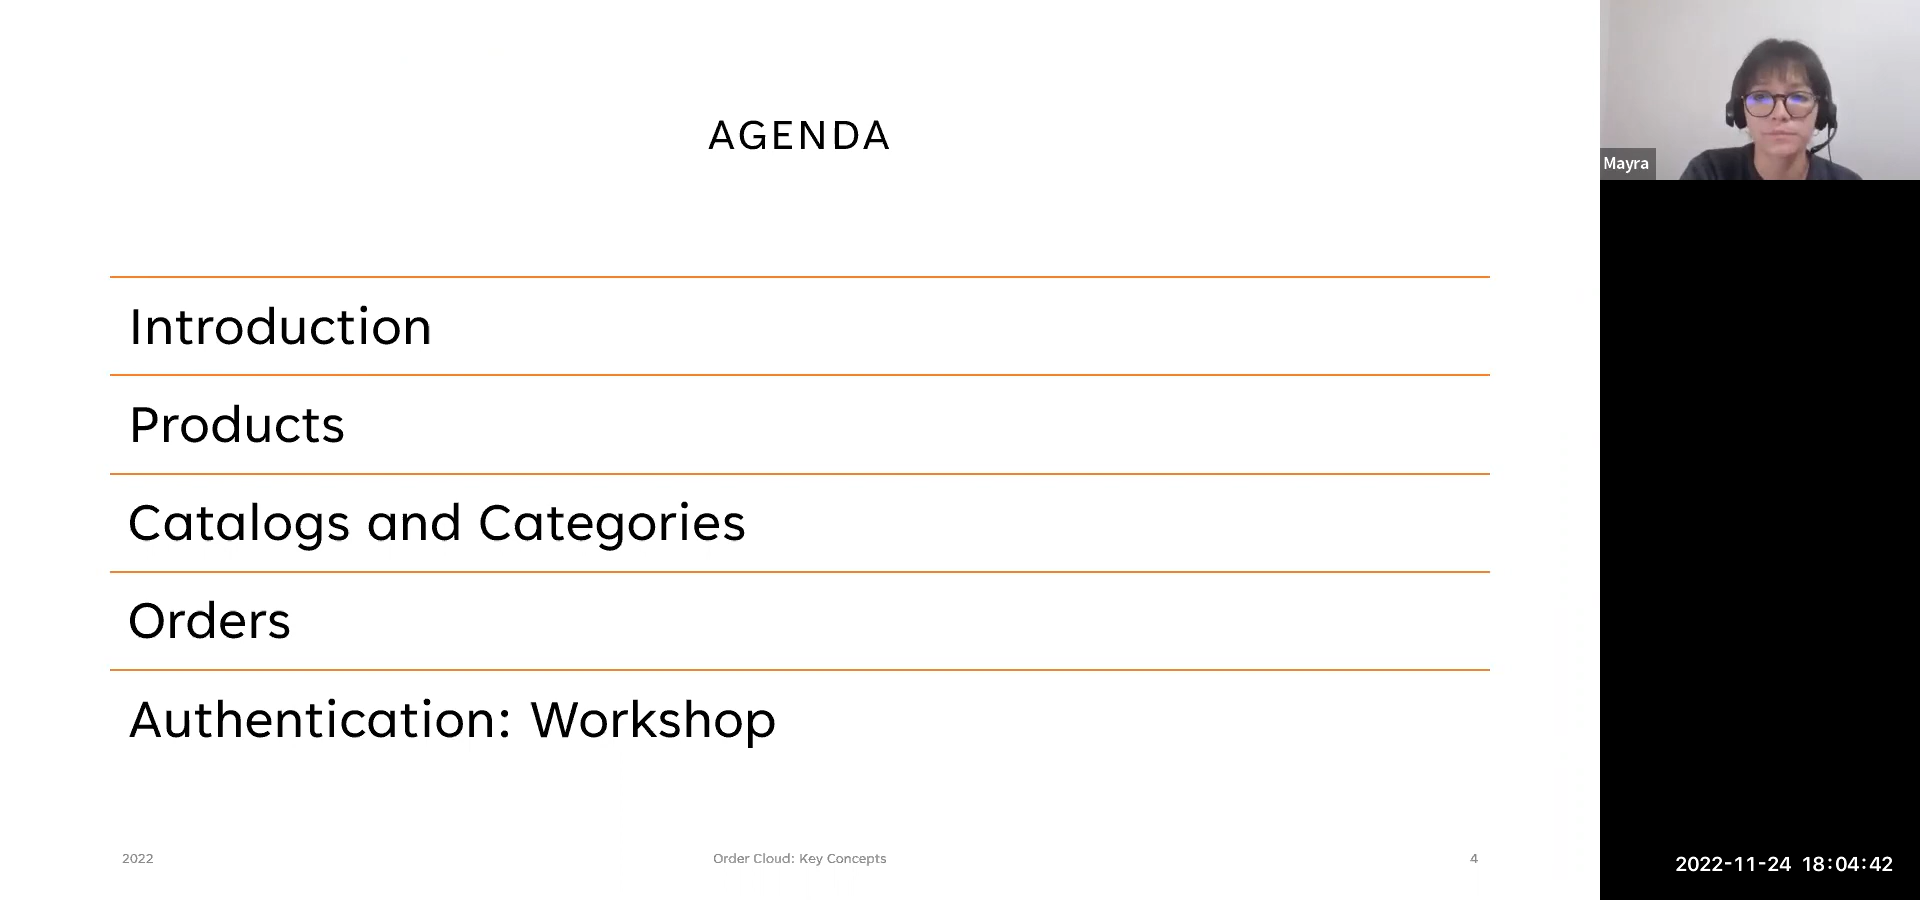 AGENDA
Introduction
Products
Catalogs and Categories
Orders
Authentication: Workshop
2022
Order Cloud: Key Concepts
4
Mayra
2022-11-24 18:04:42